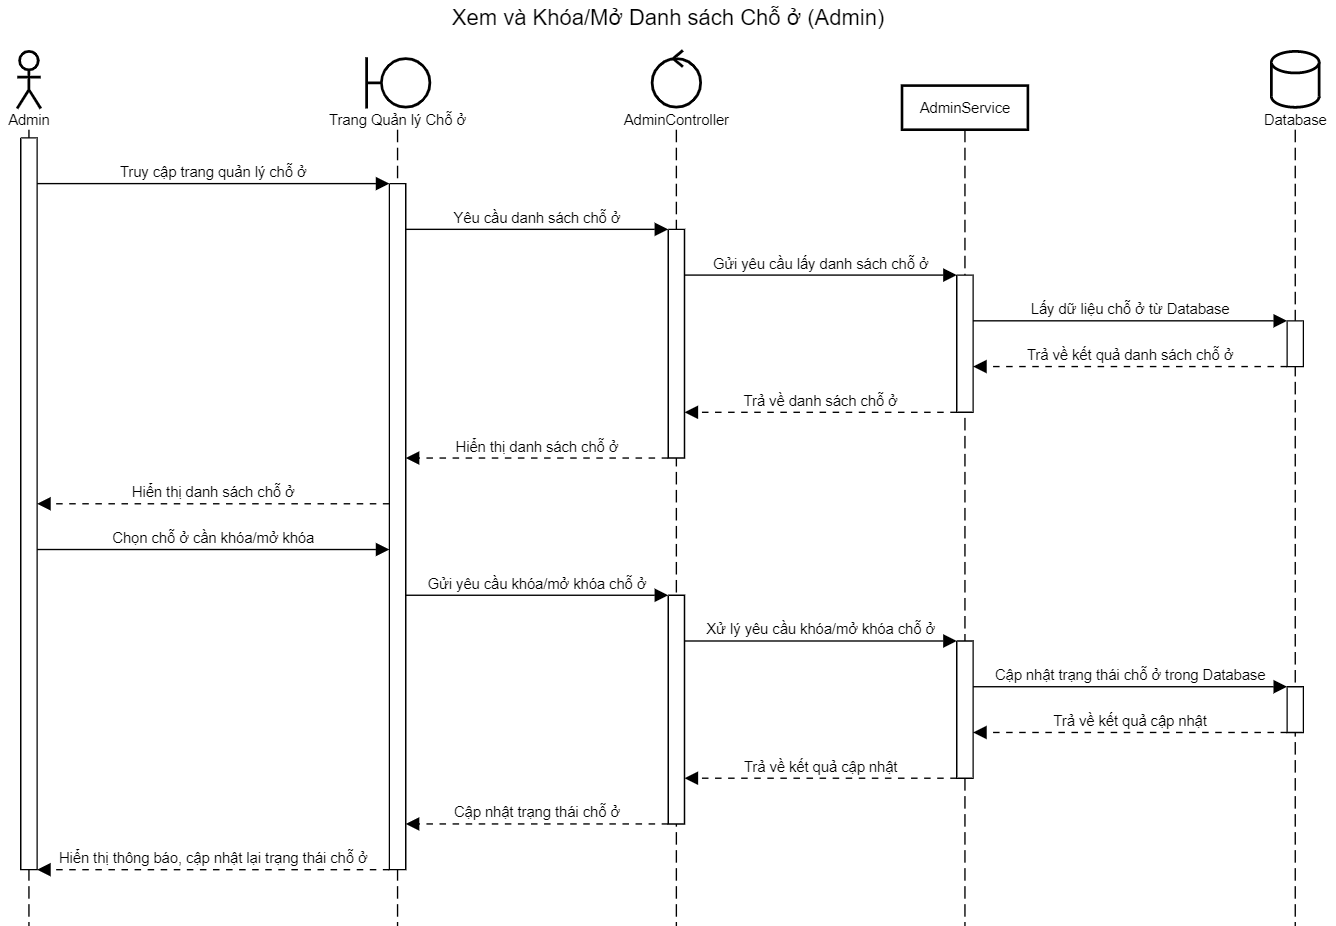 Xem và Khóa/Mở Danh sách Chỗ ở (Admin)
Admin
Trang Quản lý Chỗ ở
AdminController
AdminService
Database
Truy cập trang quản lý chỗ ở
Yêu cầu danh sách chỗ ở
Gửi yêu cầu lấy danh sách chỗ ở
Lấy dữ liệu chỗ ở từ Database
Trả về kết quả danh sách chỗ ở
Trả về danh sách chỗ ở
Hiển thị danh sách chỗ ở
Hiển thị danh sách chỗ ở
Chọn chỗ ở cần khóa/mở khóa
Gửi yêu cầu khóa/mở khóa chỗ ở
Xử lý yêu cầu khóa/mở khóa chỗ ở
Cập nhật trạng thái chỗ ở trong Database
Trả về kết quả cập nhật
Trả về kết quả cập nhật
Cập nhật trạng thái chỗ ở
Hiển thị thông báo, cập nhật lại trạng thái chỗ ở